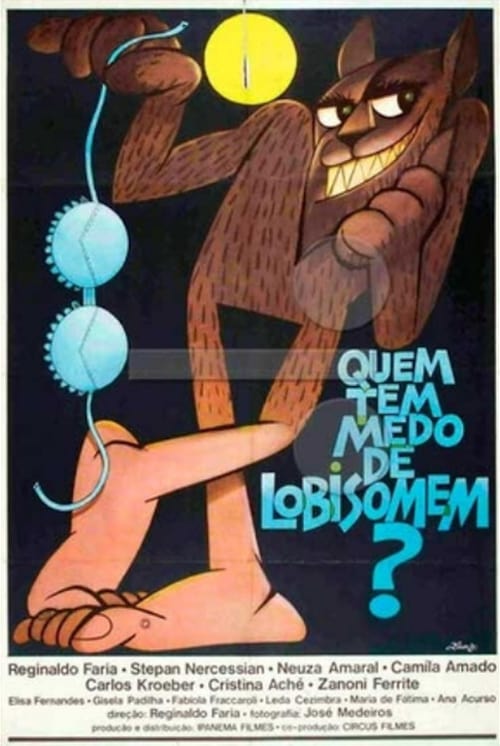 QUEM
TEM
MEDO
DE
LOBISOMEM
?
Reginaldo Faria • Stepan Nercessian • Neuza Amaral • Camila Amado
Carlos Kroeber • Cristina Aché • Zanoni Ferrite
Elisa Fernandes • Gisela Padilha • Fabiola Fraccaroli • Leda Cezimbra • Maria de Fátima • Ana Acurso
direção: Reginaldo Faria • fotografia: José Medeiros
produção e distribuição: IPANEMA FILMES • co-produção: CIRCUS FILMES